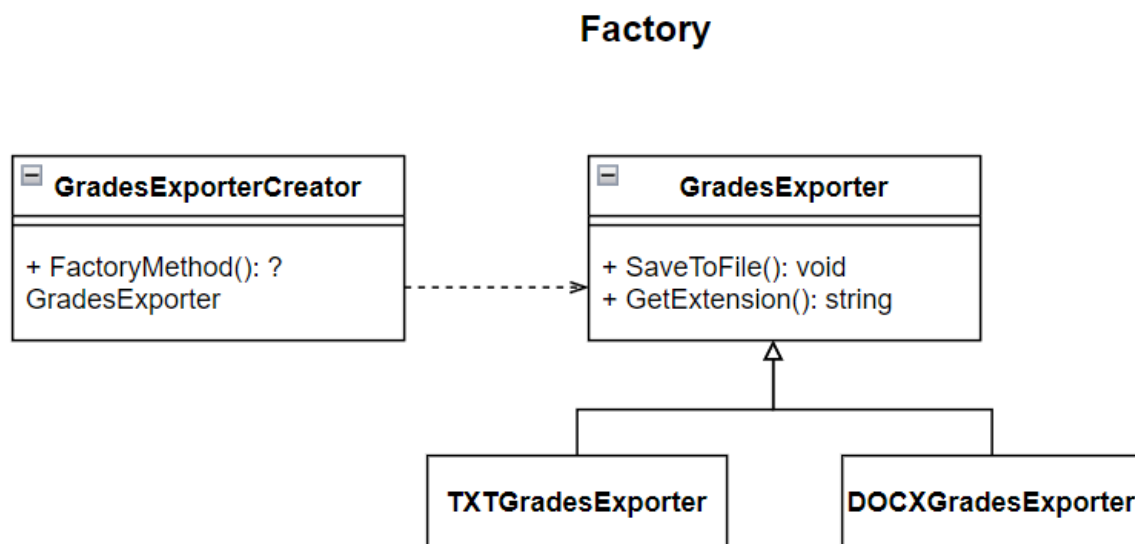 Factory
GradesExporterCreator
+ FactoryMethod(): ?
GradesExporter
GradesExporter
+ SaveToFile(): void
+ GetExtension(): string
TXTGradesExporter
DOCXGradesExporter